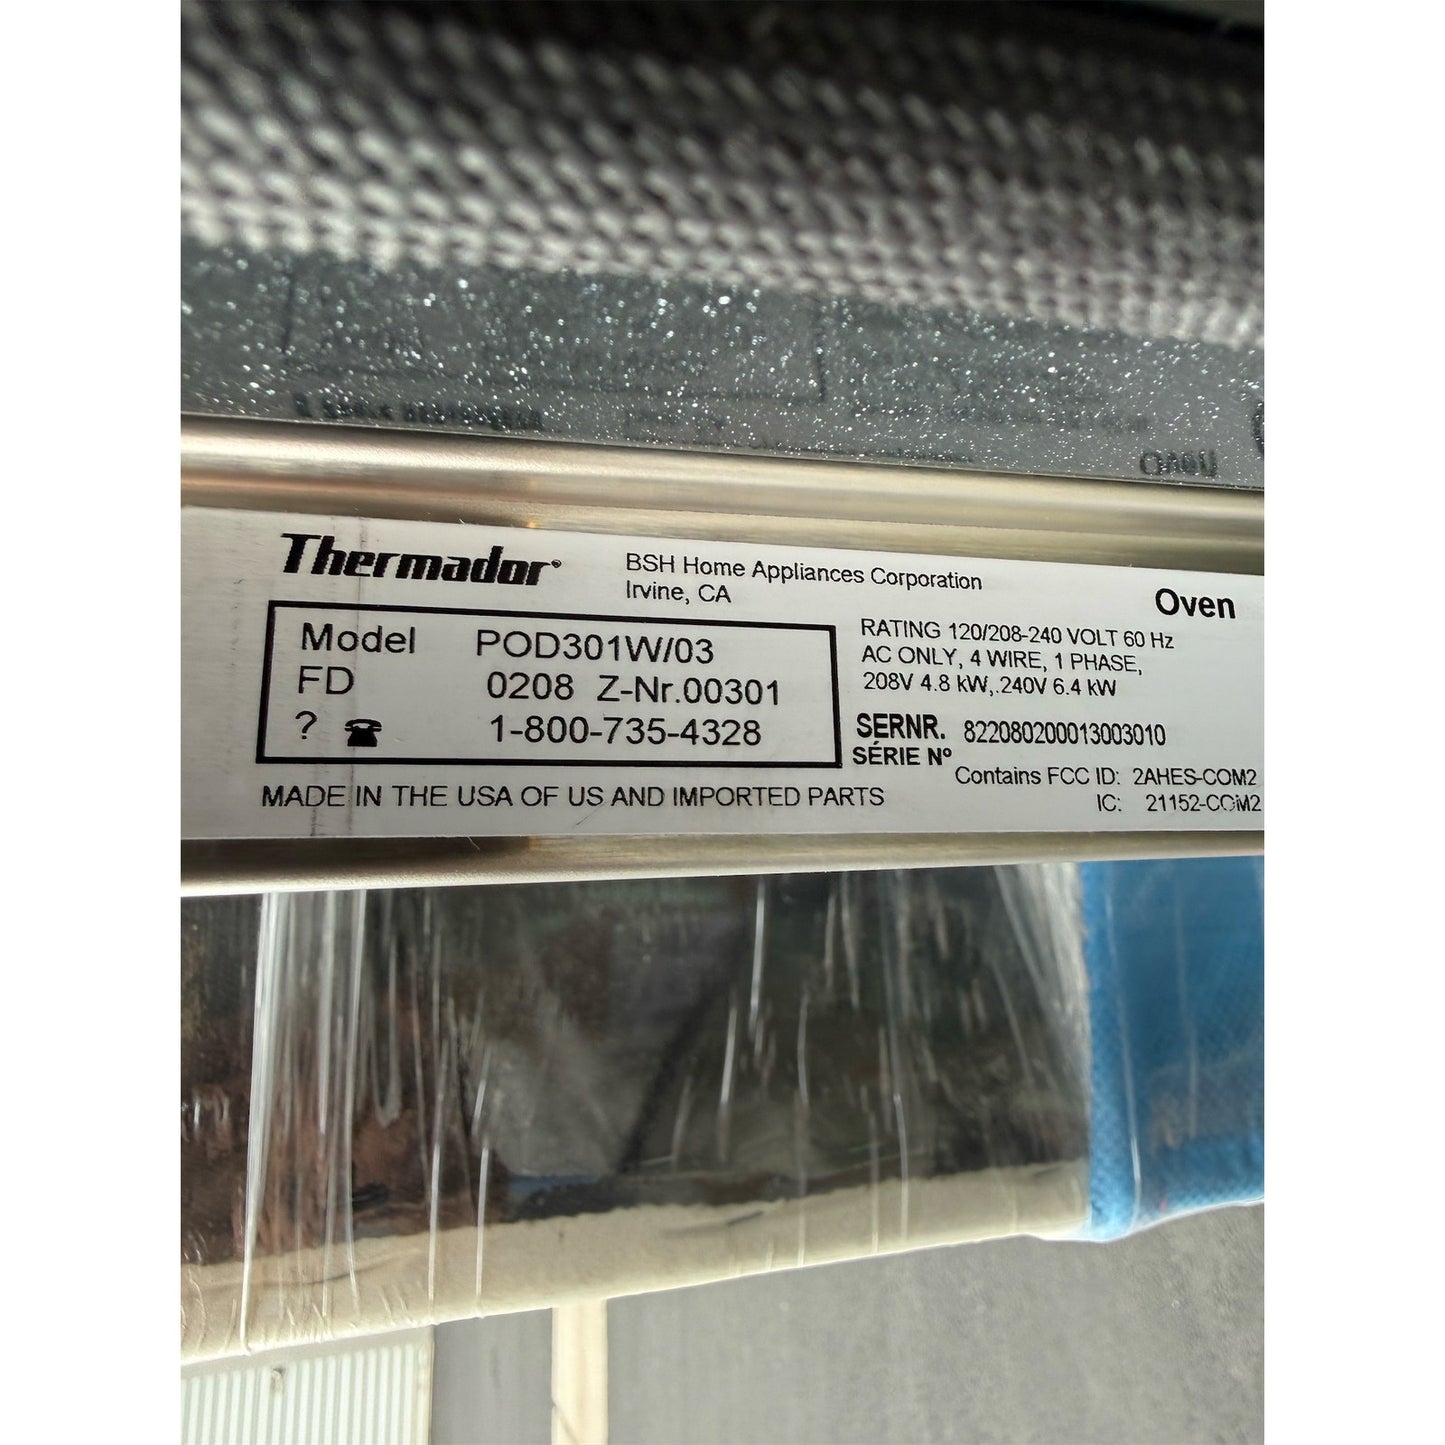 Thermador®
BSH Home Appliances Corporation
Irvine, CA
Oven
Model POD301W/03
FD 0208 Z-Nr.00301
? ☎ 1-800-735-4328
RATING 120/208-240 VOLT 60 Hz
AC ONLY, 4 WIRE, 1 PHASE,
208V 4.8 kW,.240V 6.4 kW
SERNR. 822080200013003010
SÉRIE Nº
Contains FCC ID: 2AHES-COM2
IC: 21152-COM2
MADE IN THE USA OF US AND IMPORTED PARTS